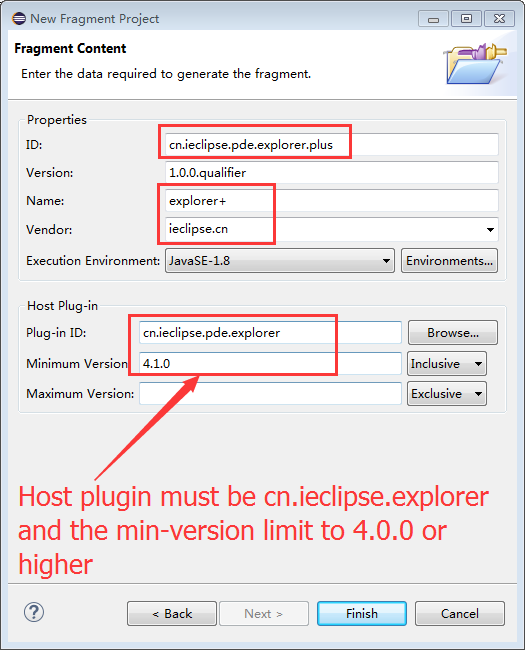 New Fragment Project
Fragment Content
Enter the data required to generate the fragment.
Properties
ID: cn.ieclipse.pde.explorer.plus
Version: 1.0.0.qualifier
Name: explorer+
Vendor: ieclipse.cn
Execution Environment: JavaSE-1.8 Environments...
Host Plug-in
Plug-in ID: cn.ieclipse.pde.explorer Browse...
Minimum Version 4.1.0 Inclusive
Maximum Version: Exclusive
Host plugin must be cn.ieclipse.explorer
and the min-version limit to 4.0.0 or
higher
? < Back Next > Finish Cancel